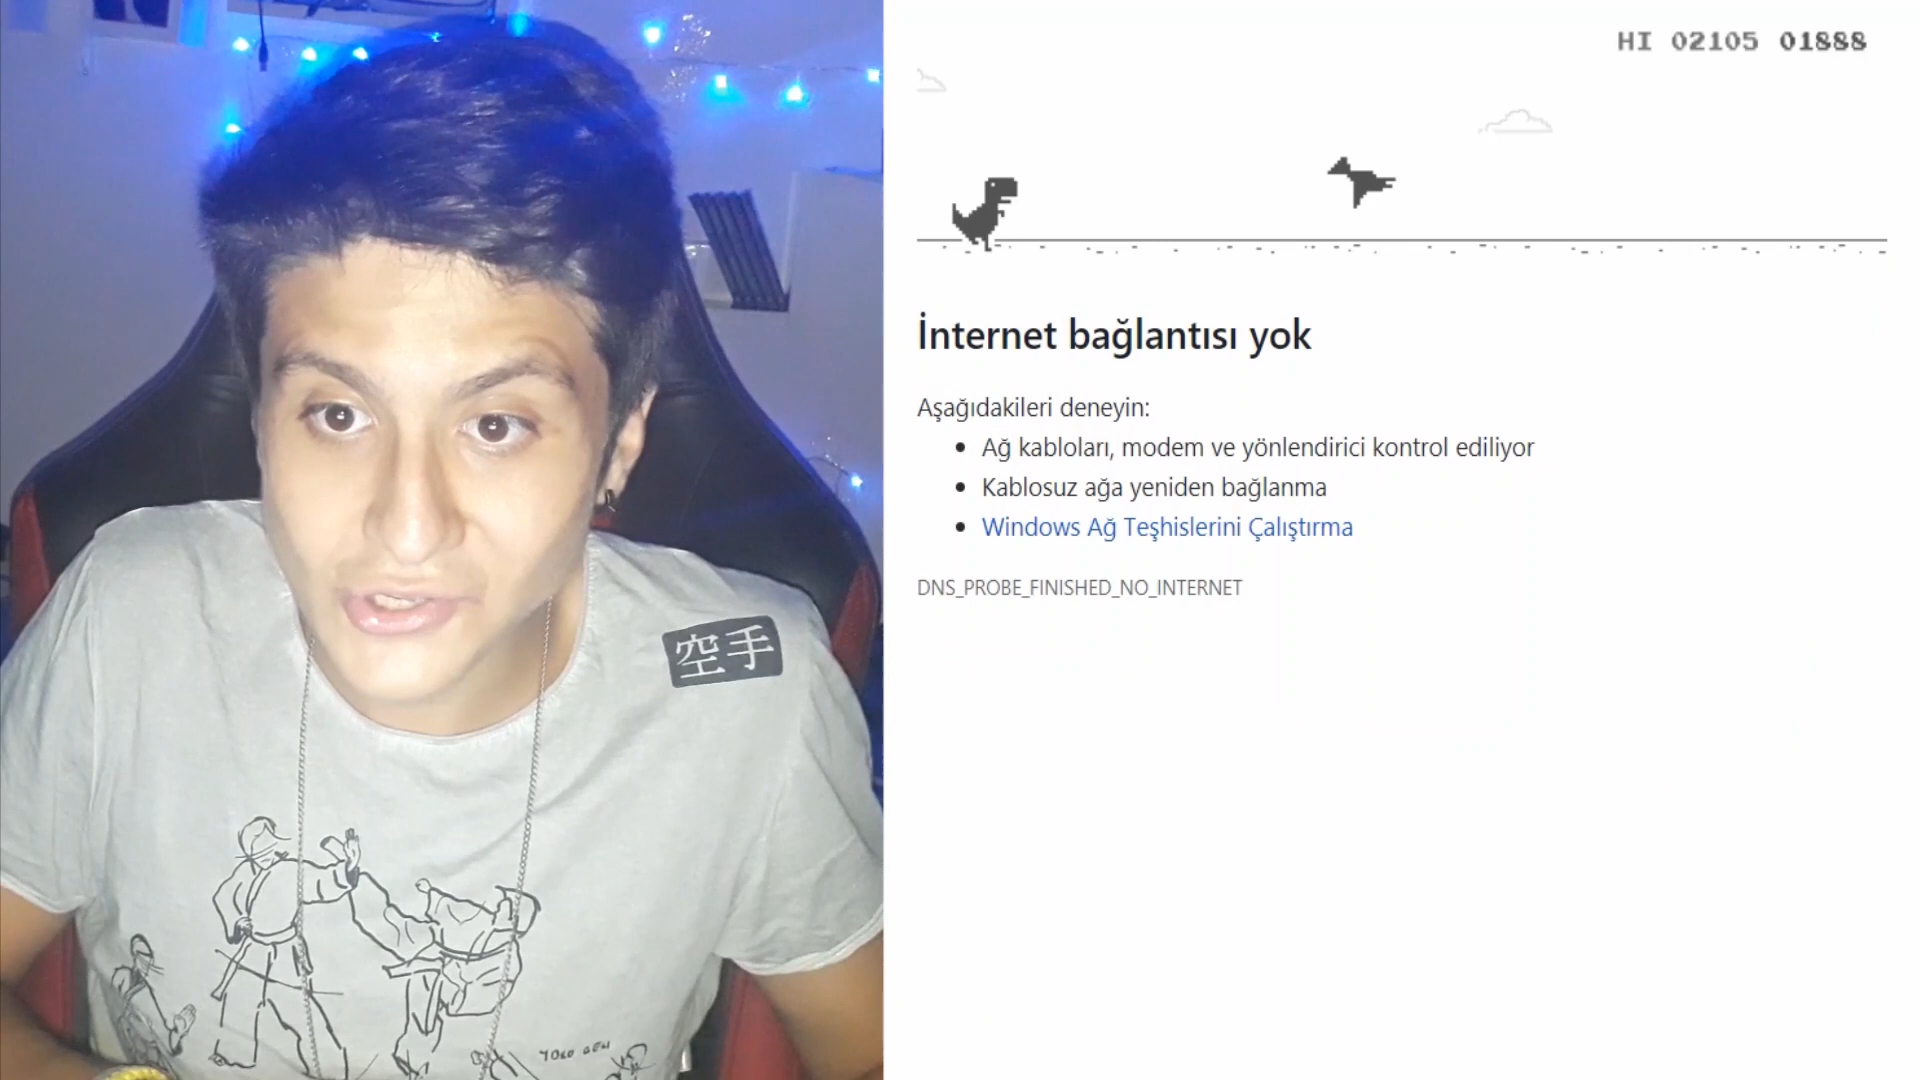 HI 02105 01888
İnternet bağlantısı yok
Aşağıdakileri deneyin:
Ağ kabloları, modem ve yönlendirici kontrol ediliyor
Kablosuz ağa yeniden bağlanma
Windows Ağ Teşhislerini Çalıştırma
DNS_PROBE_FINISHED_NO_INTERNET
空手